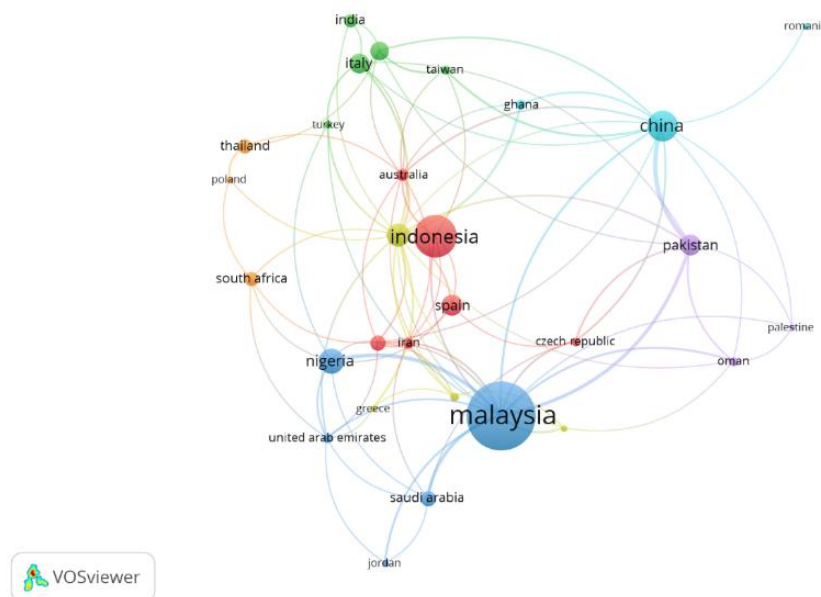 india
romani
italy
taiwan
ghana
china
turkey
thailand
australia
poland
indonesia
pakistan
south africa
spain
palestine
iran
czech republic
nigeria
oman
greece
malaysia
united arab emirates
saudi arabia
jordan
VOSviewer